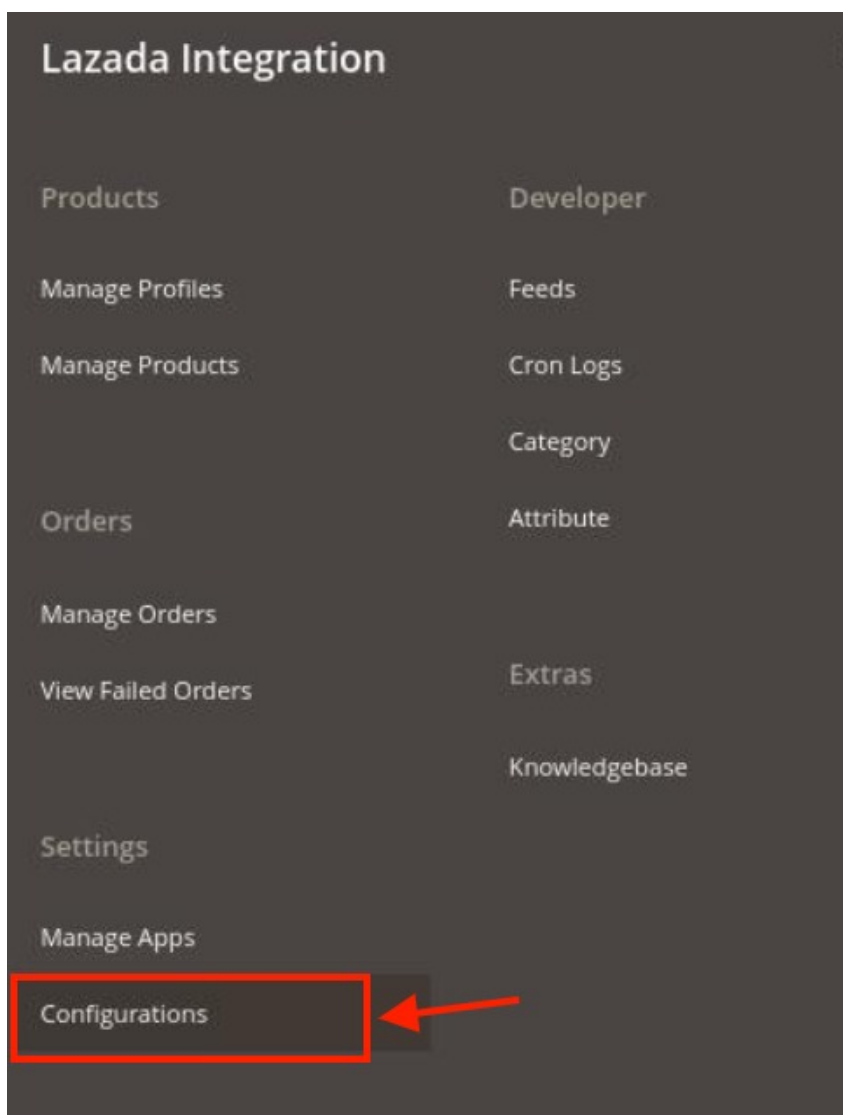 Lazada Integration
Products
Manage Profiles
Manage Products
Orders
Manage Orders
View Failed Orders
Settings
Manage Apps
Configurations
Developer
Feeds
Cron Logs
Category
Attribute
Extras
Knowledgebase